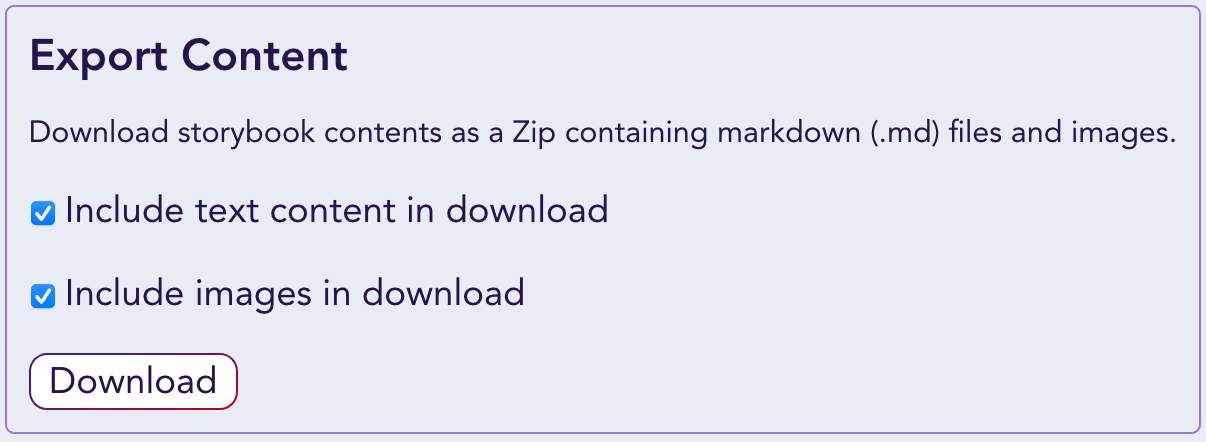 Export Content
Download storybook contents as a Zip containing markdown (.md) files and images.
Include text content in download
Include images in download
Download